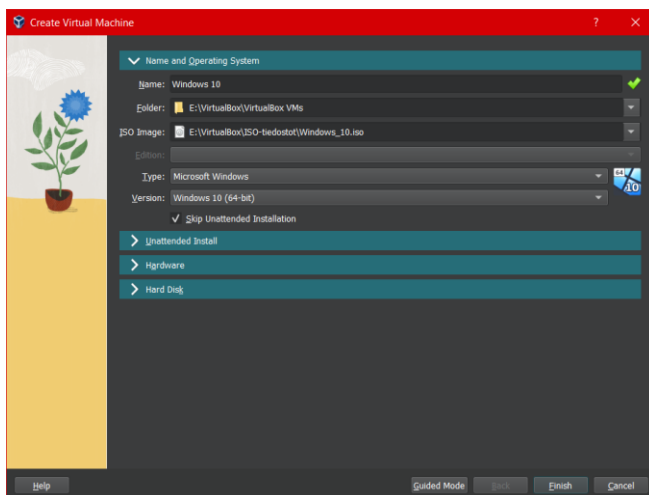 Create Virtual Machine ? ×
Name and Operating System
Name: Windows 10
Folder: E:\VirtualBox\VirtualBox VMs
ISO Image: E:\VirtualBox\ISO-tiedostot\Windows_10.iso
Edition:
Type: Microsoft Windows
64
10
Version: Windows 10 (64-bit)
✓ Skip Unattended Installation
Unattended Install
Hardware
Hard Disk
Help Guided Mode Back Finish Cancel